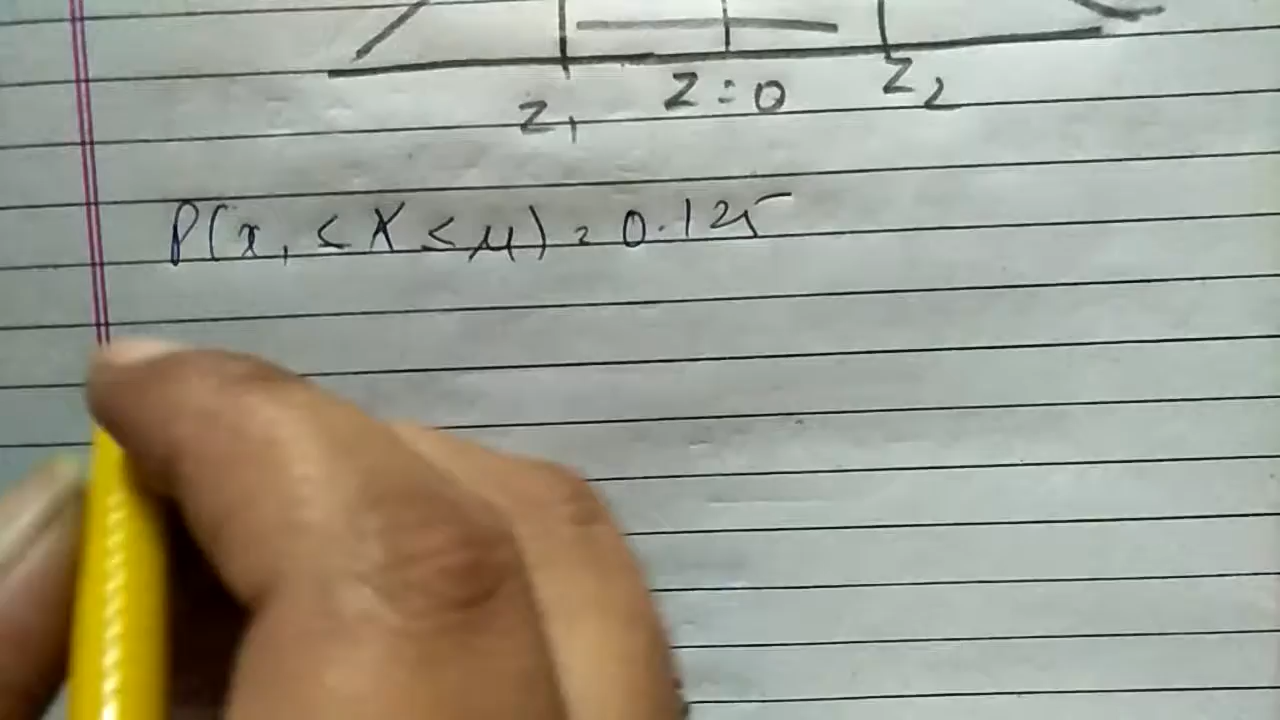 z₁ z=0 z₂
P(x₁ ≤ X ≤ μ) = 0.125